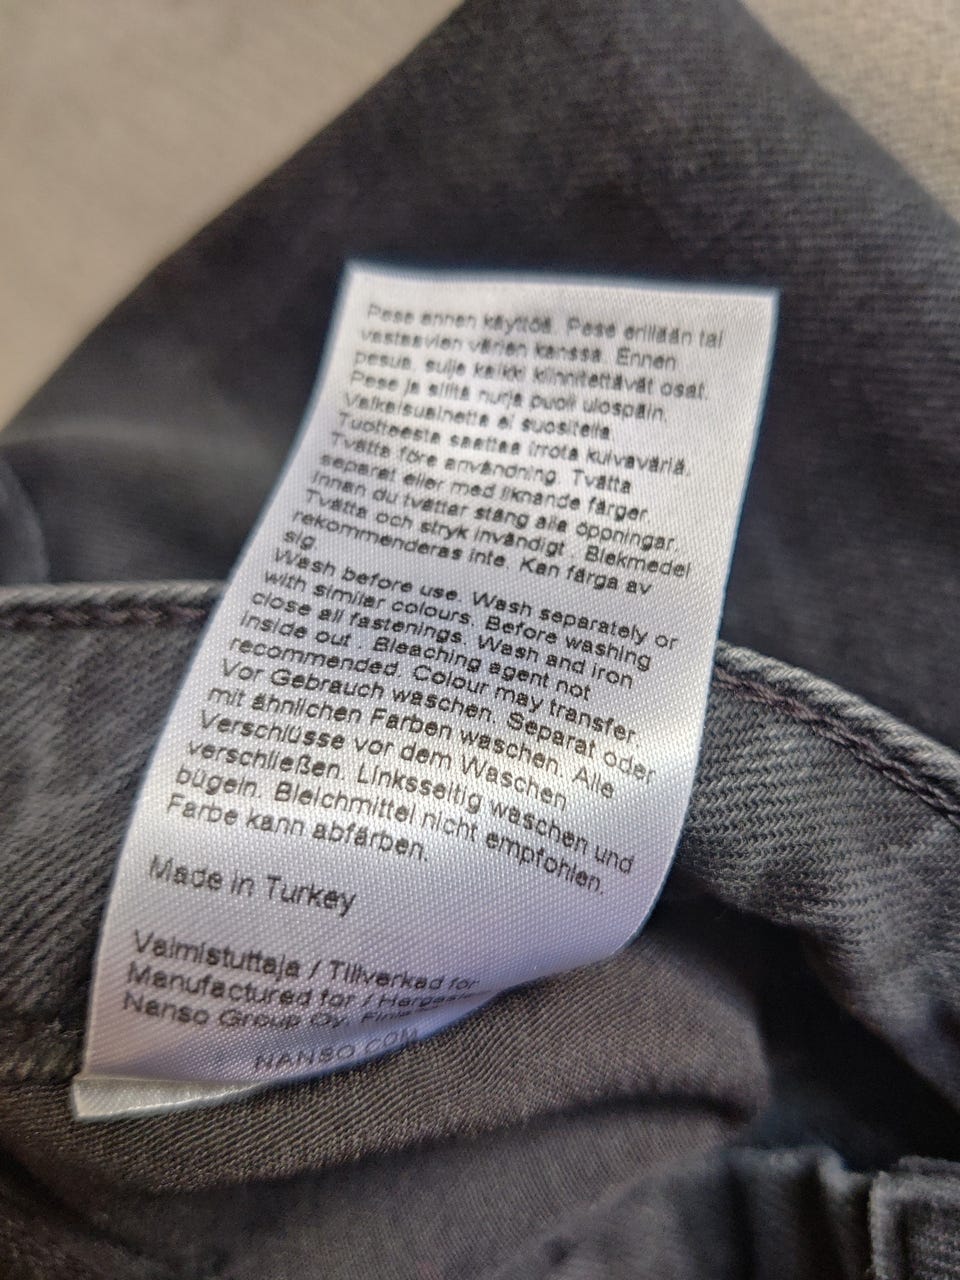 Pese ennen käyttöä. Pese erillään tai
vastaavien värien kanssa. Ennen
pesua, sulje kaikki kiinnitettävät osat.
Pese ja silitä nurja puoli ulospäin.
Valkaisuainetta ei suositella.
Tuotteesta saattaa irrota kuivaväriä.
Tvätta före användning. Tvätta
separat eller med liknande färger.
Innan du tvättar stäng alla öppningar.
Tvätta och stryk invändigt . Blekmedel
rekommenderas inte. Kan färga av
sig
Wash before use. Wash separately or
with similar colours. Before washing
close all fastenings. Wash and iron
inside out . Bleaching agent not
recommended. Colour may transfer.
Vor Gebrauch waschen. Separat oder
mit ähnlichen Farben waschen. Alle
Verschlüsse vor dem Waschen
verschließen. Linksseitig waschen und
bügeln. Bleichmittel nicht empfohlen.
Farbe kann abfärben.
Made in Turkey
Valmistuttaja / Tillverkad för
Manufactured for /
Nanso Group Oy,
NANSO.COM